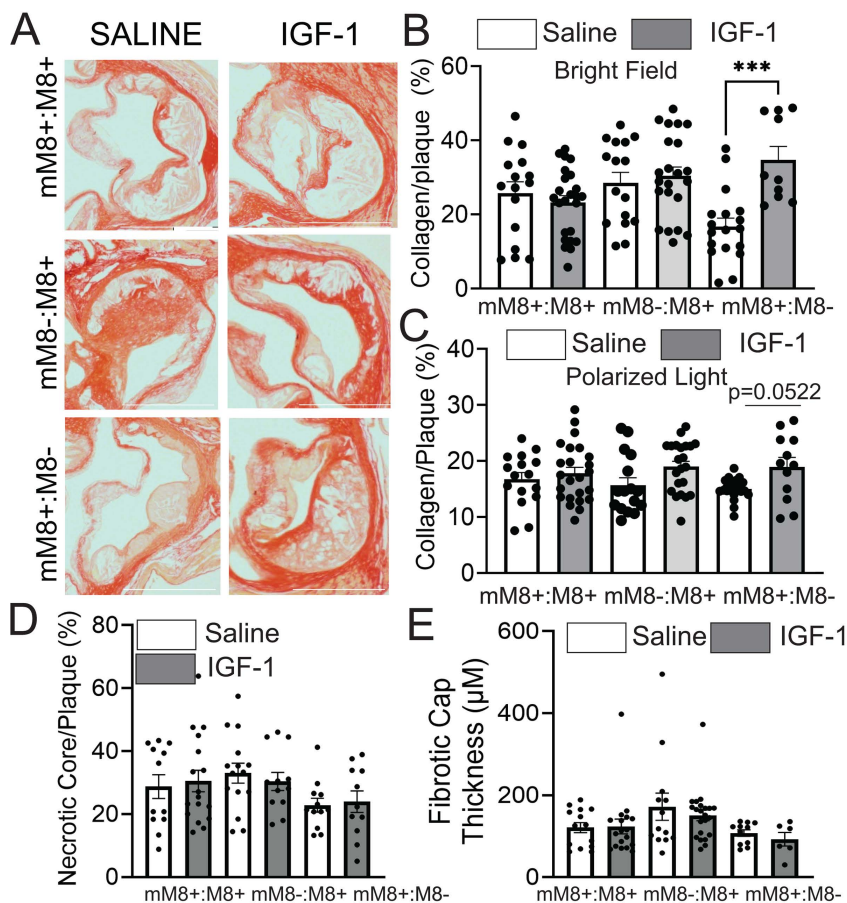 A
SALINE
IGF-1
mM8+:M8+
mM8-:M8+
mM8+:M8-
B
Saline
IGF-1
Bright Field
***
Collagen/plaque (%)
60
40
20
0
mM8+:M8+
mM8-:M8+
mM8+:M8-
C
Saline
IGF-1
Polarized Light
p=0.0522
Collagen/Plaque (%)
40
30
20
10
0
mM8+:M8+
mM8-:M8+
mM8+:M8-
D
Saline
IGF-1
Necrotic Core/Plaque (%)
80
60
40
20
0
mM8+:M8+
mM8-:M8+
mM8+:M8-
E
Saline
IGF-1
Fibrotic Cap
Thickness (µM)
600
400
200
0
mM8+:M8+
mM8-:M8+
mM8+:M8-